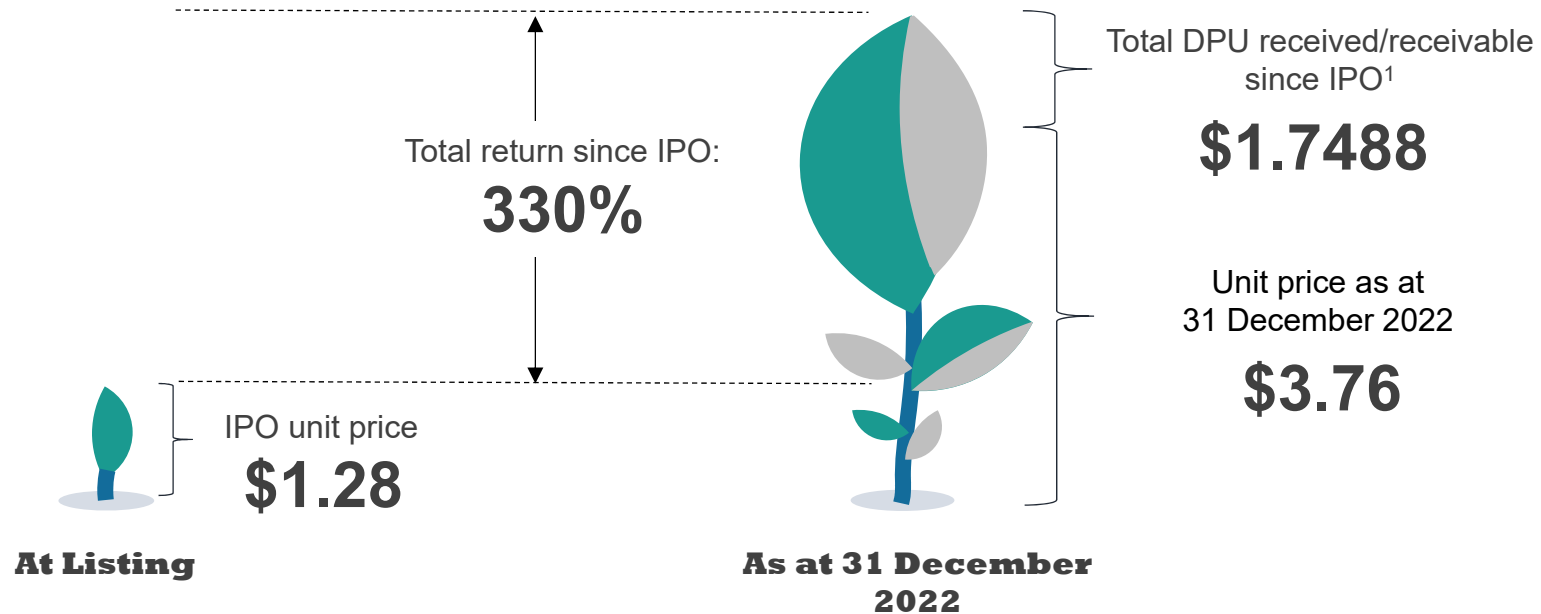 Total DPU received/receivable
since IPO¹
$1.7488
Total return since IPO:
330%
Unit price as at
31 December 2022
$3.76
IPO unit price
$1.28
At Listing
As at 31 December
2022